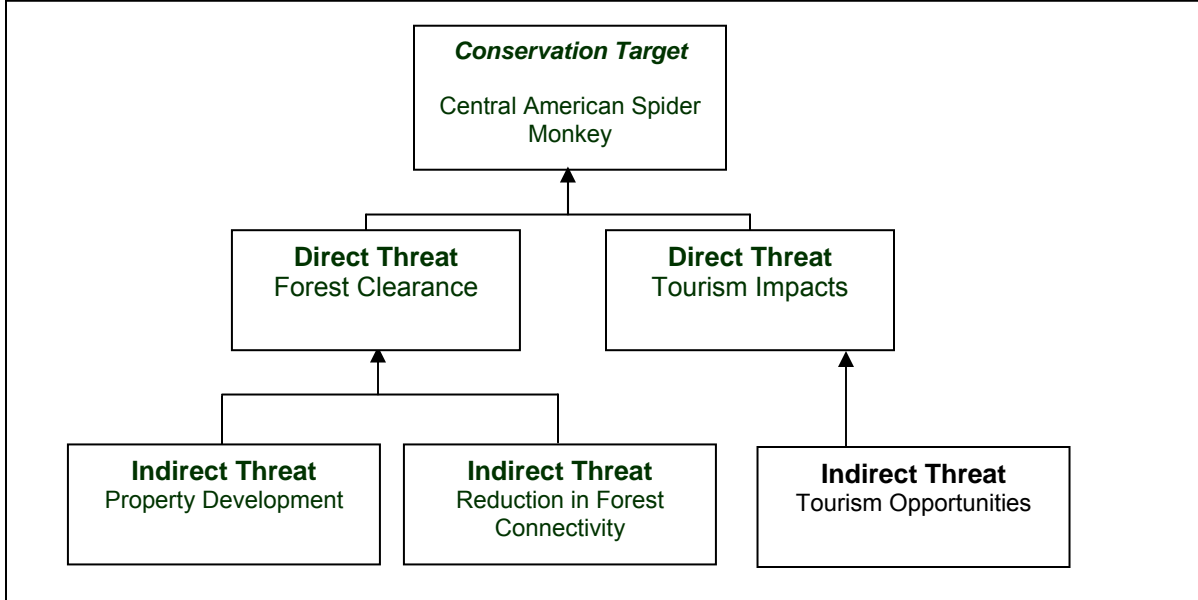 Conservation Target
Central American Spider
Monkey
Direct Threat
Forest Clearance
Direct Threat
Tourism Impacts
Indirect Threat
Property Development
Indirect Threat
Reduction in Forest
Connectivity
Indirect Threat
Tourism Opportunities